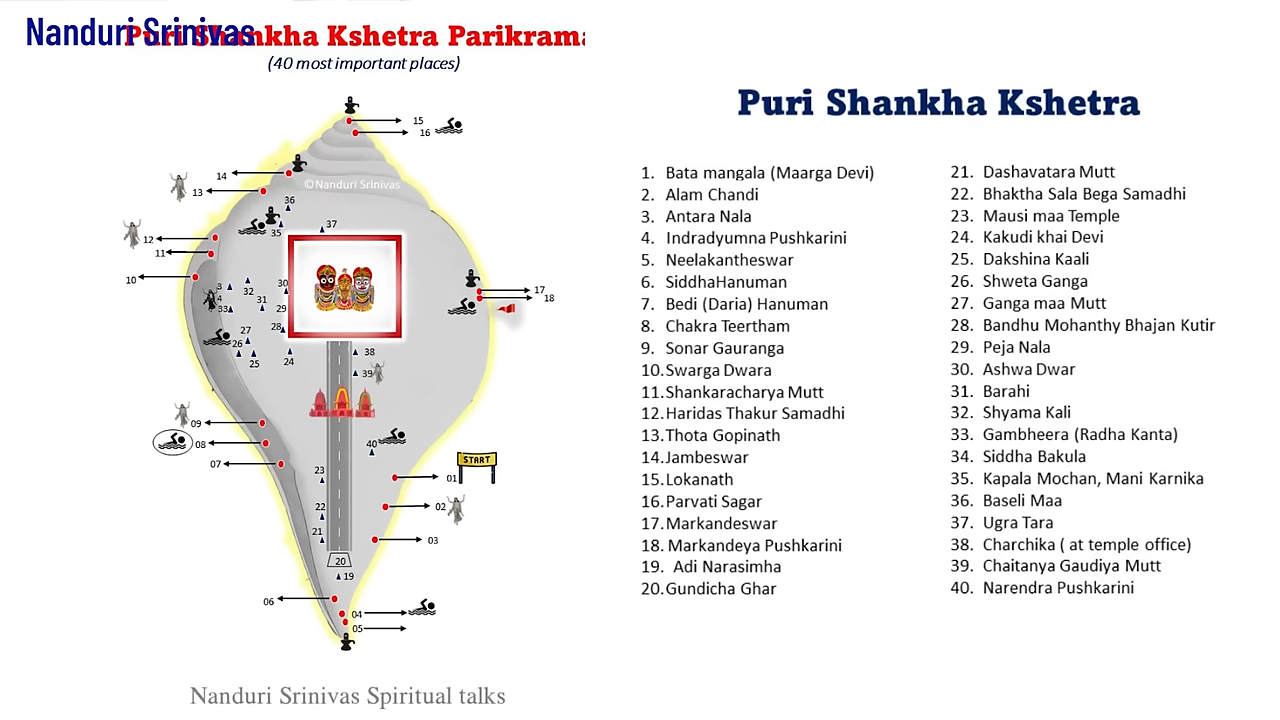 Nanduri Srinivas
Puri Shankha Kshetra Parikrama
(40 most important places)
15
16
14
©Nanduri Srinivas
13
36
37
35
12
11
10
30
32
31
33
29
28
27
26
25
24
17
18
38
39
09
08
07
40
START
01
23
02
22
21
03
20
19
06
04
05
Nanduri Srinivas Spiritual talks
Puri Shankha Kshetra
1. Bata mangala (Maarga Devi)
2. Alam Chandi
3. Antara Nala
4. Indradyumna Pushkarini
5. Neelakantheswar
6. SiddhaHanuman
7. Bedi (Daria) Hanuman
8. Chakra Teertham
9. Sonar Gauranga
10. Swarga Dwara
11. Shankaracharya Mutt
12. Haridas Thakur Samadhi
13. Thota Gopinath
14. Jambeswar
15. Lokanath
16. Parvati Sagar
17. Markandeswar
18. Markandeya Pushkarini
19. Adi Narasimha
20. Gundicha Ghar
21. Dashavatara Mutt
22. Bhaktha Sala Bega Samadhi
23. Mausi maa Temple
24. Kakudi khai Devi
25. Dakshina Kaali
26. Shweta Ganga
27. Ganga maa Mutt
28. Bandhu Mohanthy Bhajan Kutir
29. Peja Nala
30. Ashwa Dwar
31. Barahi
32. Shyama Kali
33. Gambheera (Radha Kanta)
34. Siddha Bakula
35. Kapala Mochan, Mani Karnika
36. Baseli Maa
37. Ugra Tara
38. Charchika ( at temple office)
39. Chaitanya Gaudiya Mutt
40. Narendra Pushkarini